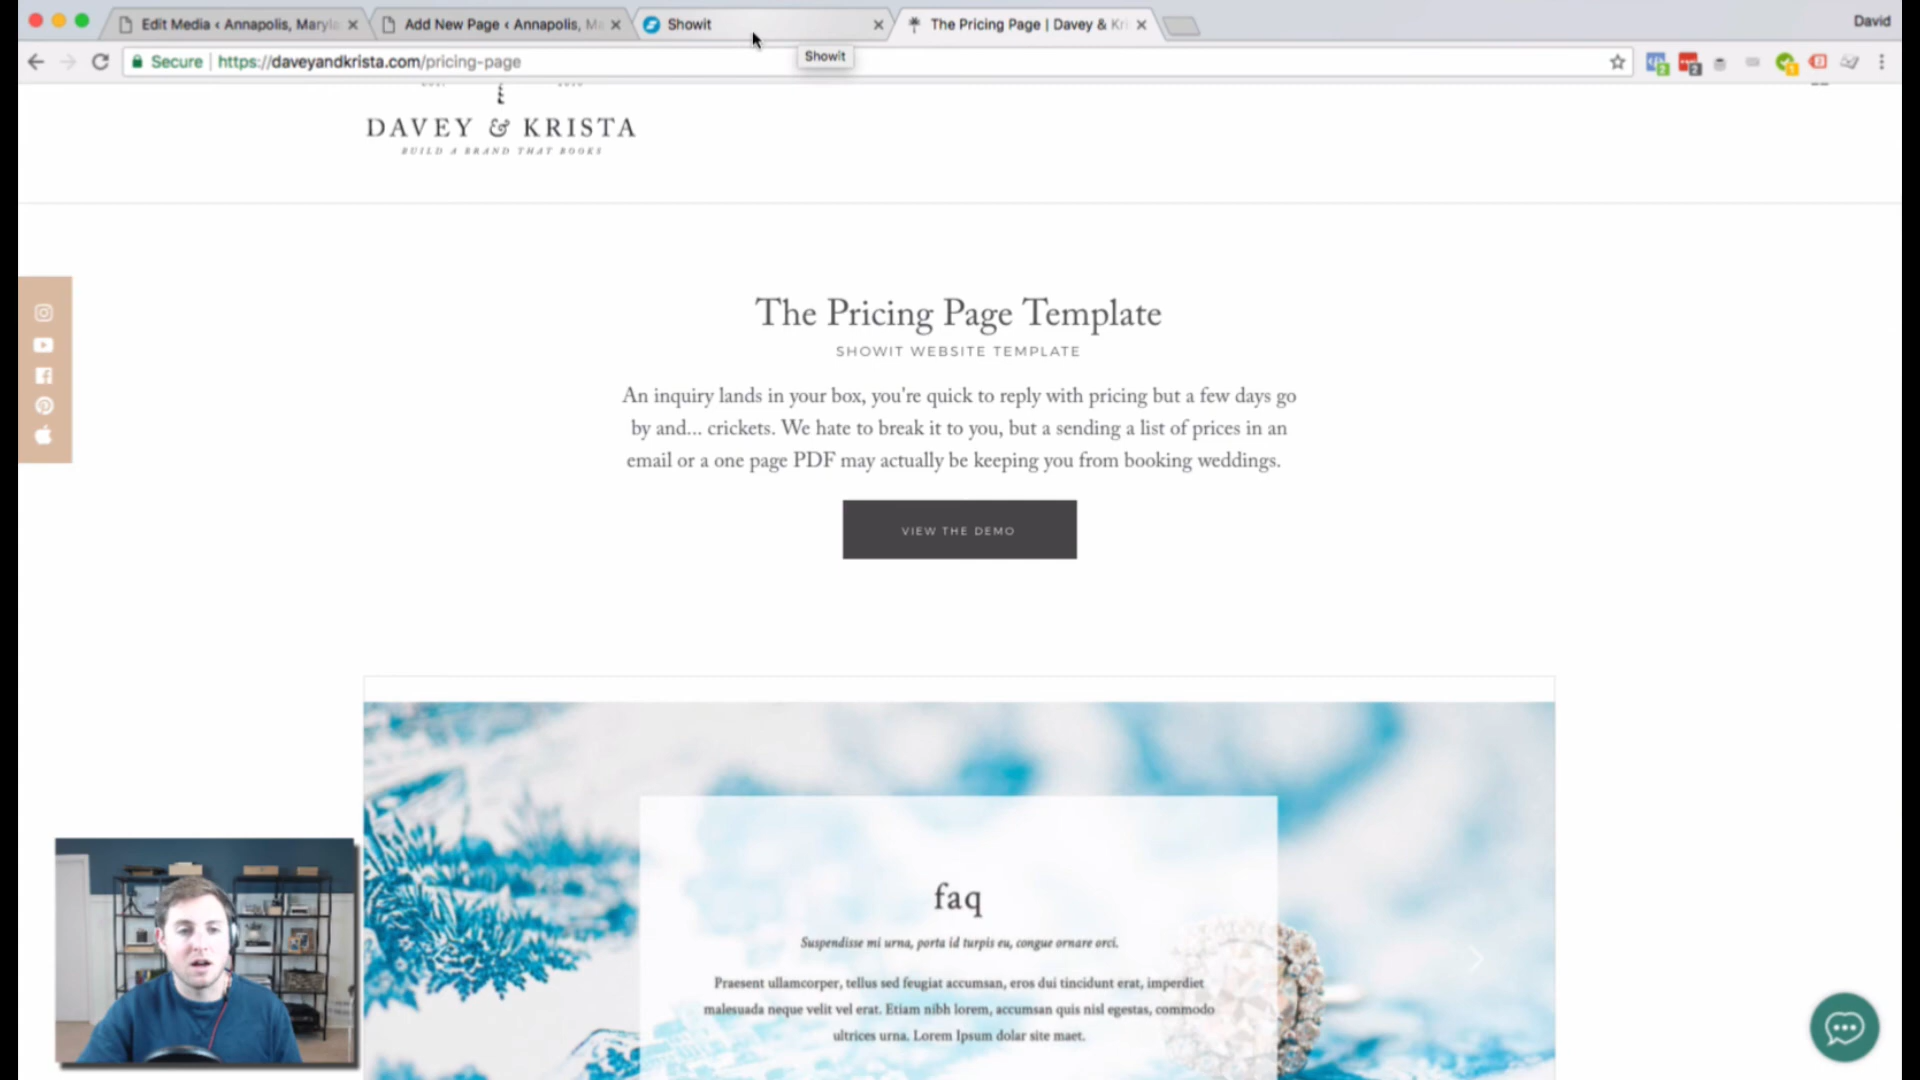 Edit Media ‹ Annapolis, Maryla
Add New Page ‹ Annapolis, Ma
Showit
The Pricing Page | Davey & Kri
David
Secure
https://daveyandkrista.com/pricing-page
Showit
DAVEY & KRISTA
BUILD A BRAND THAT BOOKS
The Pricing Page Template
SHOWIT WEBSITE TEMPLATE
An inquiry lands in your box, you're quick to reply with pricing but a few days go
by and... crickets. We hate to break it to you, but a sending a list of prices in an
email or a one page PDF may actually be keeping you from booking weddings.
VIEW THE DEMO
faq
Suspendisse mi urna, porta id turpis eu, congue ornare orci.
Praesent ullamcorper, tellus sed feugiat accumsan, eros dui tincidunt erat, imperdiet
malesuada neque velit vel erat. Etiam nibh lorem, accumsan quis nisl egestas, commodo
ultrices urna. Lorem Ipsum dolar site maet.